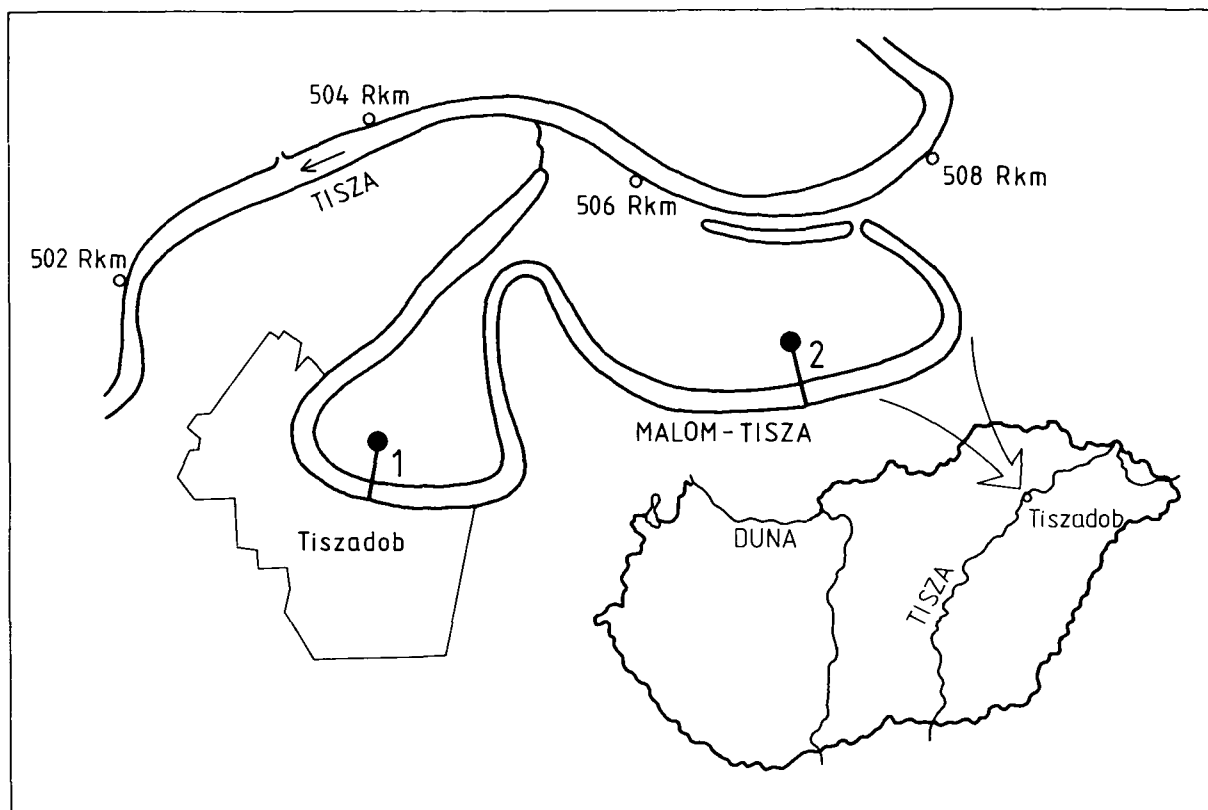 504 Rkm
TISZA
506 Rkm
508 Rkm
502 Rkm
2
MALOM-TISZA
1
Tiszadob
DUNA
Tiszadob
TISZA